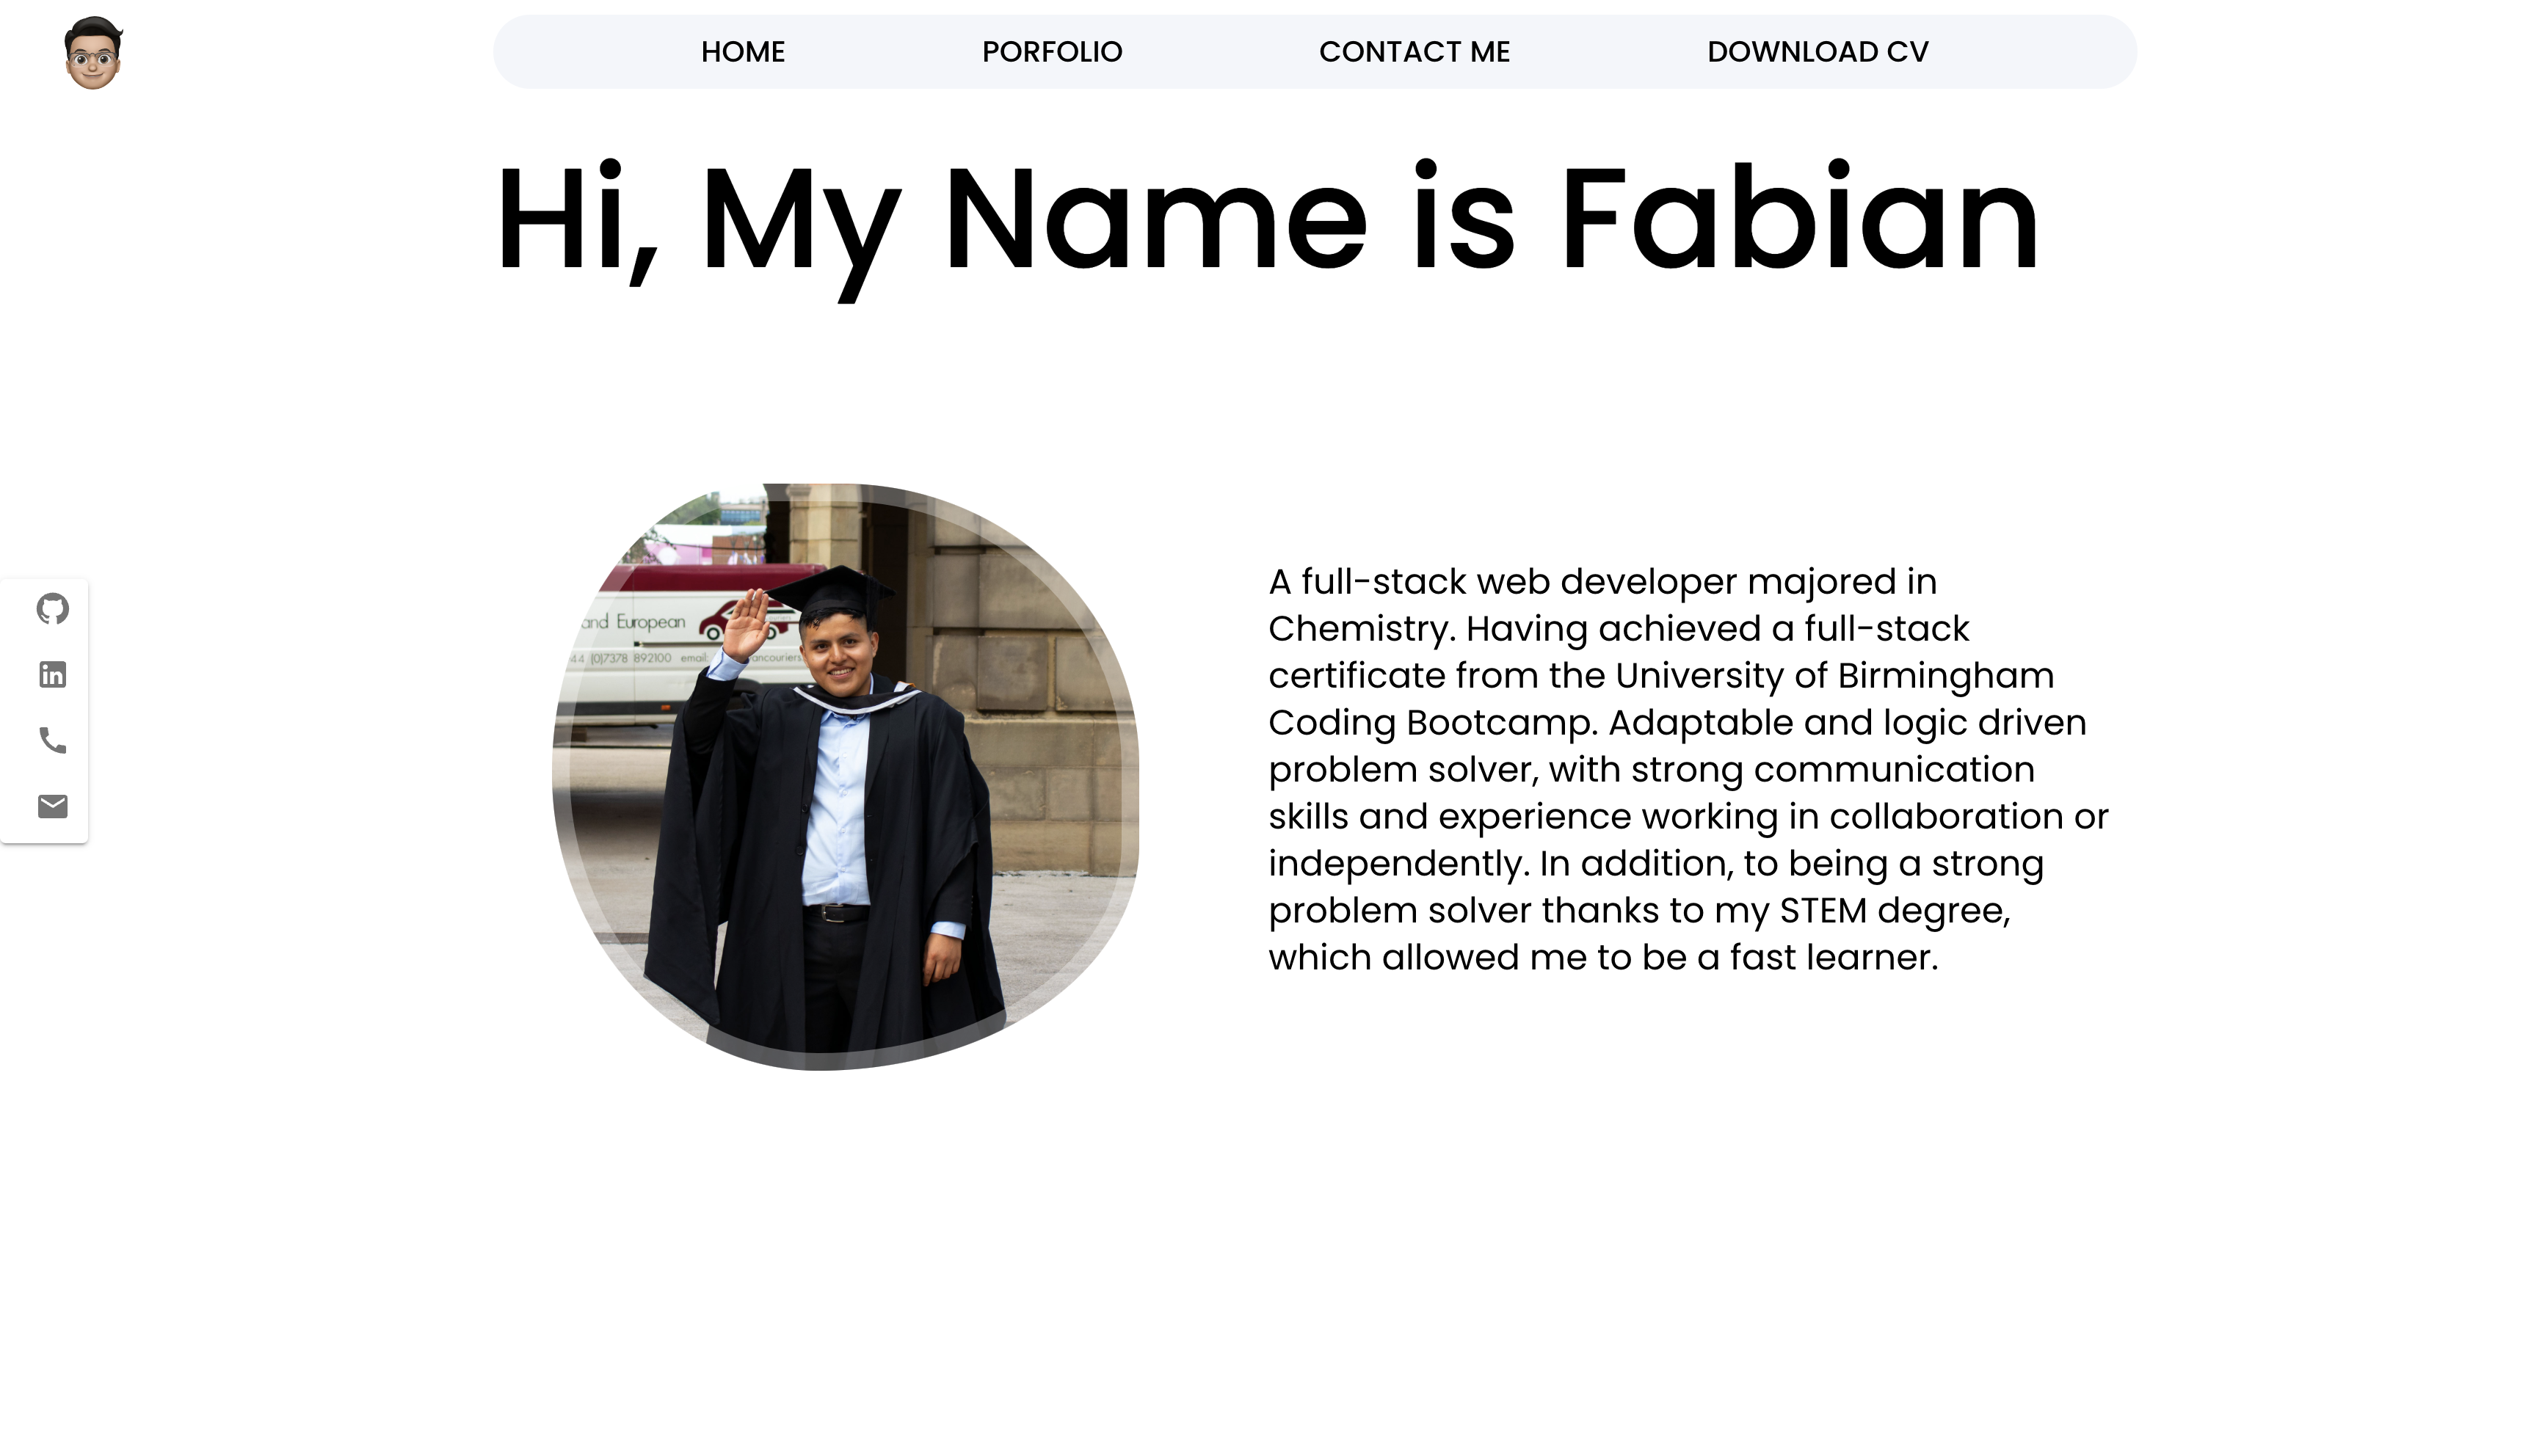 HOME PORFOLIO CONTACT ME DOWNLOAD CV
Hi, My Name is Fabian
and European
44 (0)7378 892100 email:
ancouriers
in
A full-stack web developer majored in
Chemistry. Having achieved a full-stack
certificate from the University of Birmingham
Coding Bootcamp. Adaptable and logic driven
problem solver, with strong communication
skills and experience working in collaboration or
independently. In addition, to being a strong
problem solver thanks to my STEM degree,
which allowed me to be a fast learner.